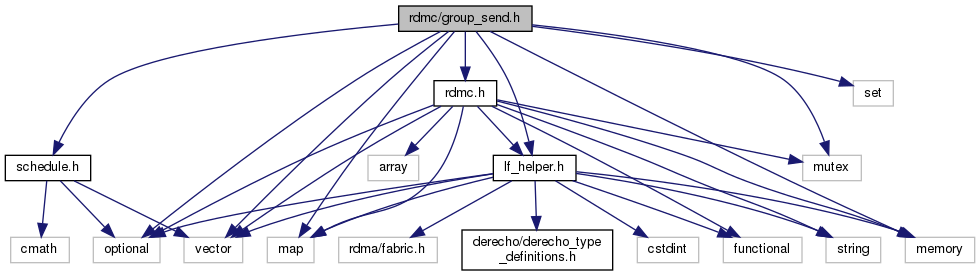 rdmc/group_send.h
rdmc.h
set
schedule.h
array
lf_helper.h
mutex
cmath
optional
vector
map
rdma/fabric.h
derecho/derecho_type
_definitions.h
cstdint
functional
string
memory